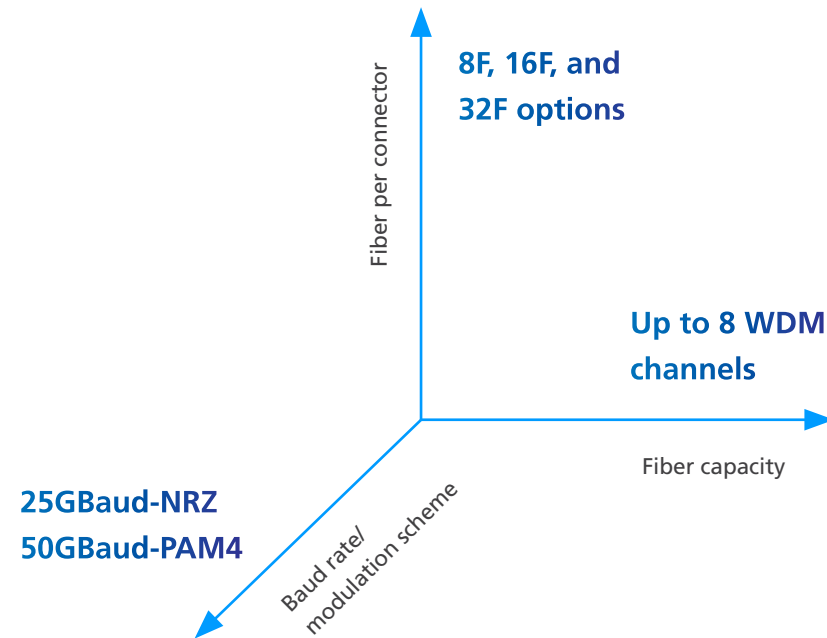 8F, 16F, and
32F options
Fiber per connector
Up to 8 WDM
channels
Fiber capacity
25GBaud-NRZ
50GBaud-PAM4
Baud rate/
modulation scheme